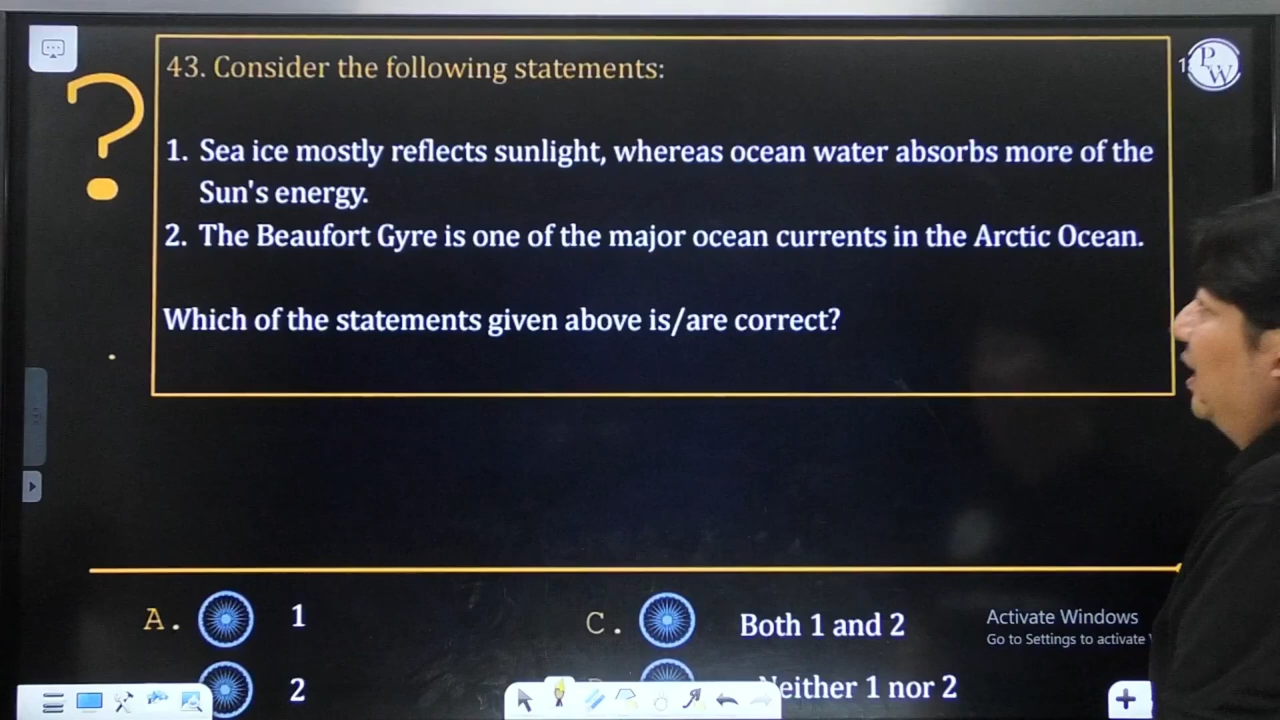 43. Consider the following statements:
1. Sea ice mostly reflects sunlight, whereas ocean water absorbs more of the
Sun's energy.
2. The Beaufort Gyre is one of the major ocean currents in the Arctic Ocean.
Which of the statements given above is/are correct?
A. 1
C. Both 1 and 2
2
Neither 1 nor 2
Activate Windows
Go to Settings to activate
PW